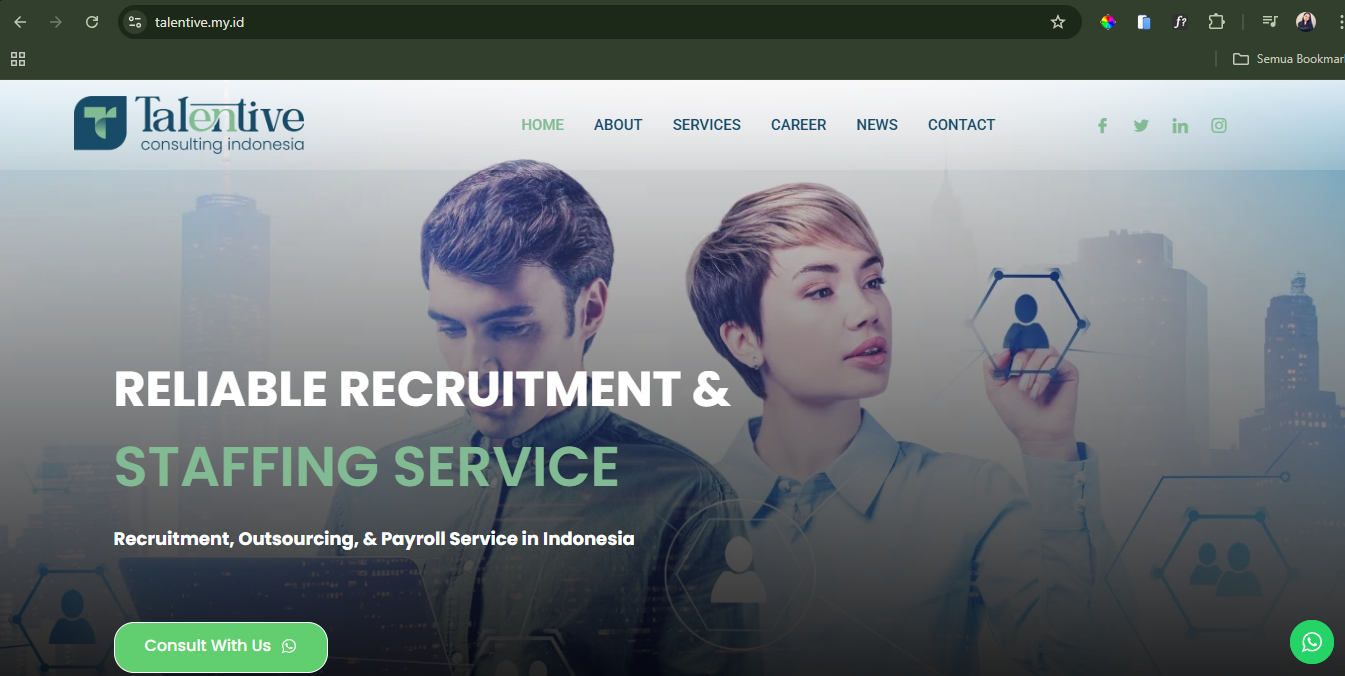 talentive.my.id
Semua Bookmar
Talentive
consulting indonesia
HOME ABOUT SERVICES CAREER NEWS CONTACT
RELIABLE RECRUITMENT &
STAFFING SERVICE
Recruitment, Outsourcing, & Payroll Service in Indonesia
Consult With Us